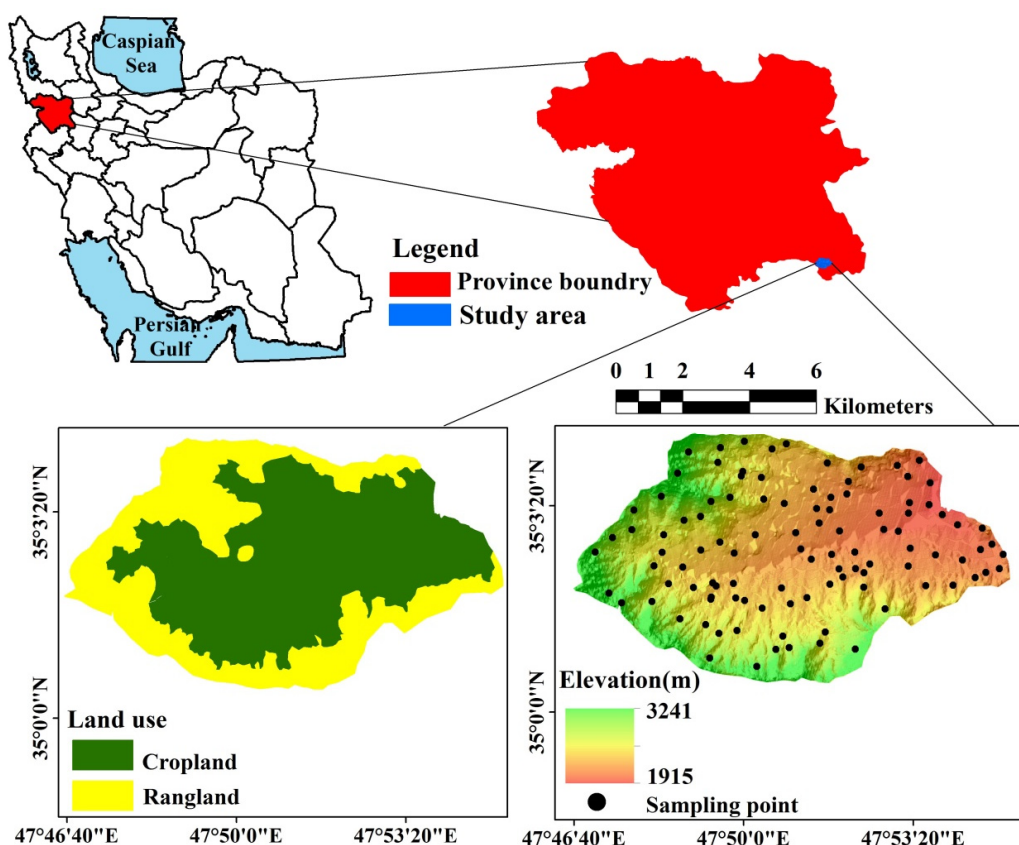 Caspian
Sea
Persian
Gulf
Legend
Province boundry
Study area
0 1 2 4 6
Kilometers
35°3'20"N
35°0'0"N
Land use
Cropland
Rangland
47°46'40"E 47°50'0"E 47°53'20"E
35°3'20"N
35°0'0"N
Elevation(m)
3241
1915
Sampling point
47°46'40"E 47°50'0"E 47°53'20"E